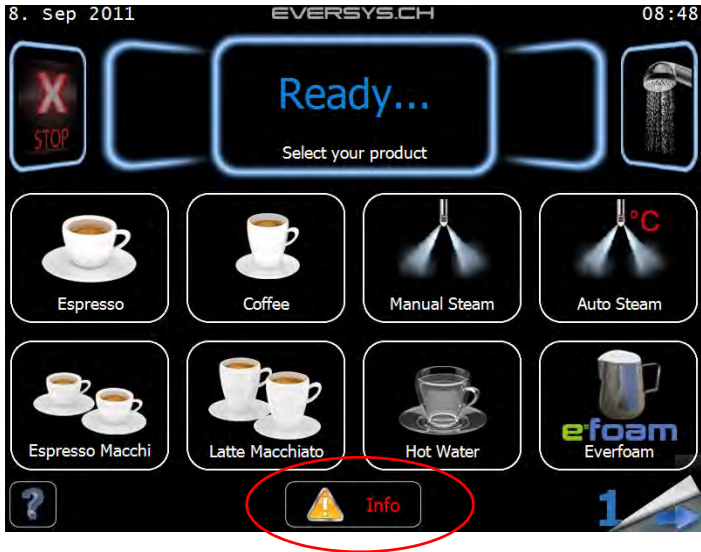 8. Sep 2011 EVERSYS.CH 08:48
Ready...
X
STOP
Select your product
°C
Espresso Coffee Manual Steam Auto Steam
e'foam
Espresso Macchi Latte Macchiato Hot Water Everfoam
? ! Info 1